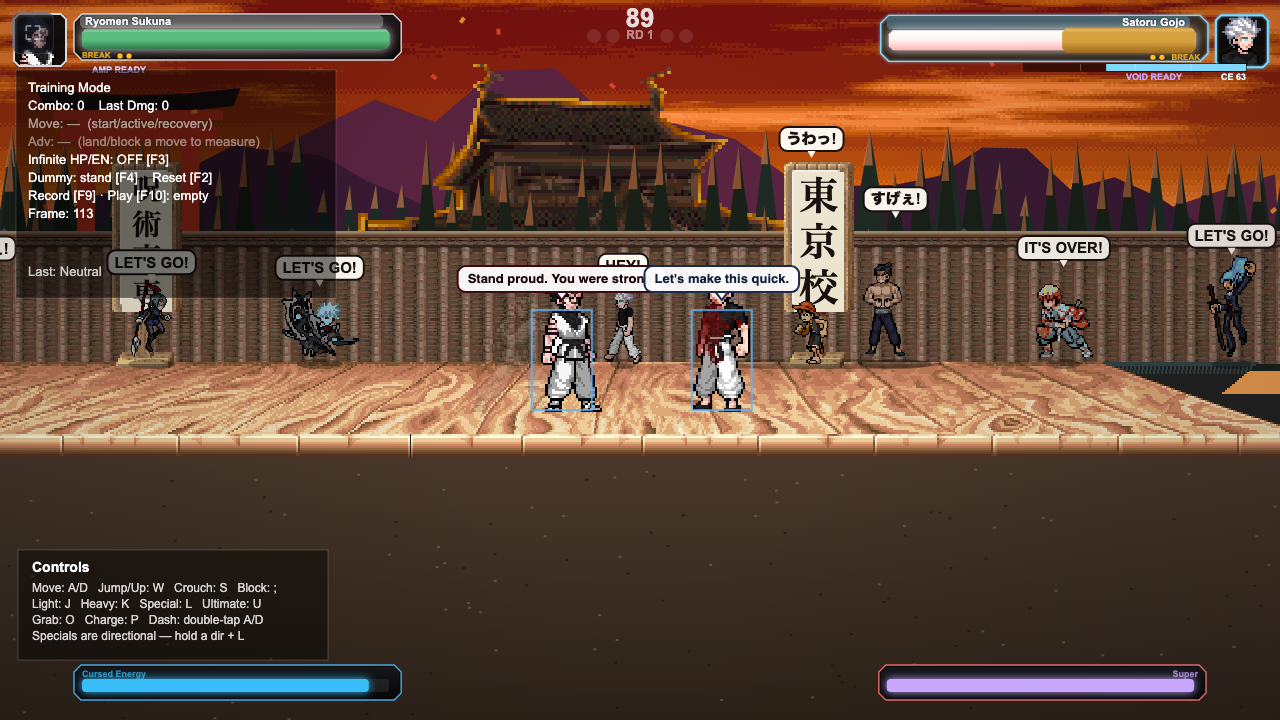 Ryomen Sukuna
BREAK
AMP READY
89
RD 1
Satoru Gojo
BREAK
VOID READY
CE 63
Training Mode
Combo: 0 Last Dmg: 0
Move: — (start/active/recovery)
Adv: — (land/block a move to measure)
Infinite HP/EN: OFF [F3]
Dummy: stand [F4] Reset [F2]
Record [F9] · Play [F10]: empty
Frame: 113
Last: Neutral
術
うわっ!
東
京
校
すげぇ!
LET'S GO!
LET'S GO!
HEY!
IT'S OVER!
LET'S GO!
Stand proud. You were stron
Let's make this quick.
Controls
Move: A/D Jump/Up: W Crouch: S Block: ;
Light: J Heavy: K Special: L Ultimate: U
Grab: O Charge: P Dash: double-tap A/D
Specials are directional — hold a dir + L
Cursed Energy
Super